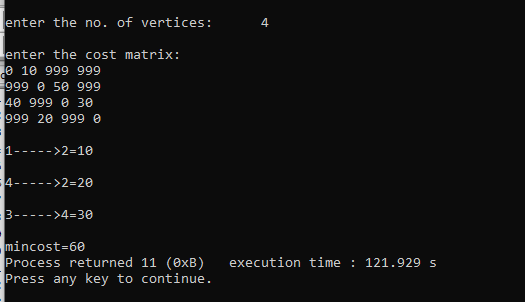 enter the no. of vertices: 4
enter the cost matrix:
0 10 999 999
999 0 50 999
40 999 0 30
999 20 999 0
1----->2=10
4----->2=20
3----->4=30
mincost=60
Process returned 11 (0xB) execution time : 121.929 s
Press any key to continue.